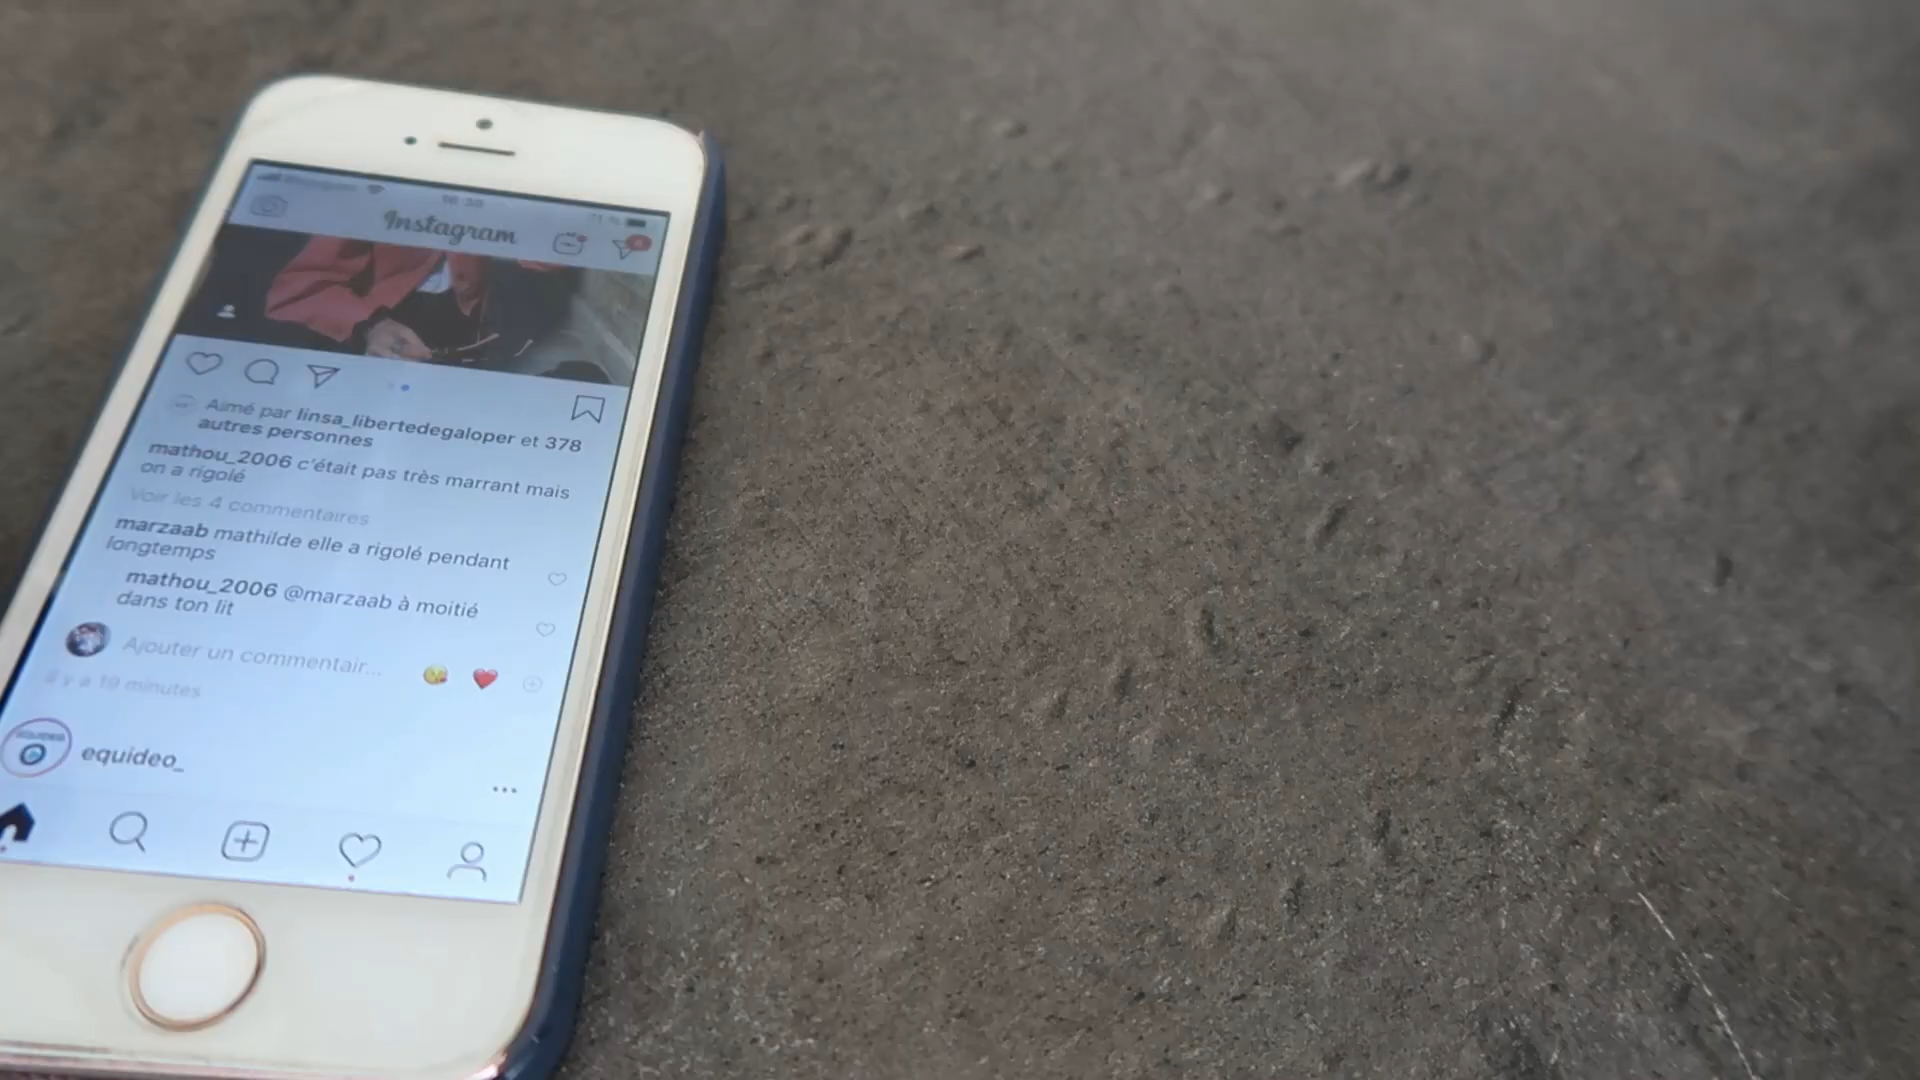 Instagram
Aimé par linsa_libertedegaloper et 378
autres personnes
mathou_2006 c'était pas très marrant mais
on a rigolé
Voir les 4 commentaires
marzaab mathilde elle a rigolé pendant
longtemps
mathou_2006 @marzaab à moitié
dans ton lit
Ajouter un commentair...
il y a 19 minutes
equideo_